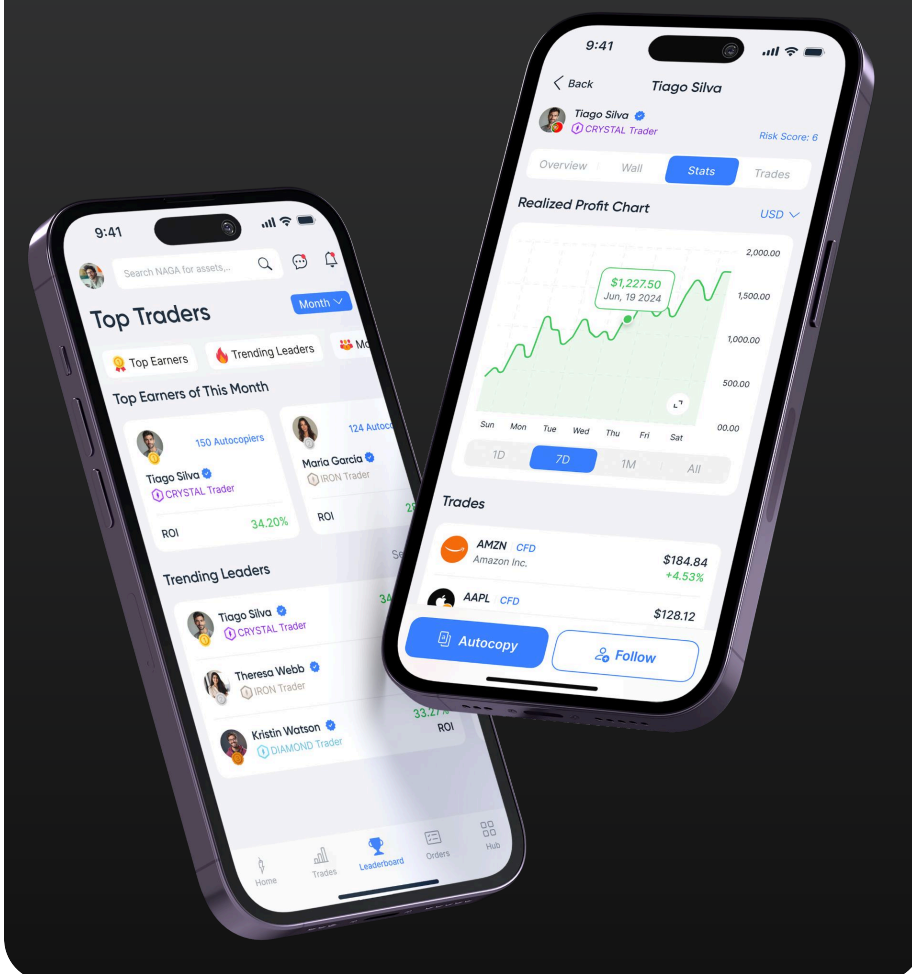 9:41
Search NAGA for assets...
Top Traders
Month
Top Earners
Trending Leaders
Top Earners of This Month
150 Autocopiers
Tiago Silva
CRYSTAL Trader
ROI
34.20%
124
Maria Garcia
IRON Trader
ROI
Trending Leaders
Tiago Silva
CRYSTAL Trader
Theresa Webb
IRON Trader
Kristin Watson
DIAMOND Trader
33.27%
ROI
Home
Trades
Leaderboard
Orders
Hub
9:41
Back
Tiago Silva
Tiago Silva
CRYSTAL Trader
Risk Score: 6
Overview
Wall
Stats
Trades
Realized Profit Chart
USD
$1,227.50
Jun, 19 2024
2,000.00
1,500.00
1,000.00
500.00
00.00
Sun Mon Tue Wed Thu Fri Sat
1D
7D
1M
All
Trades
AMZN CFD
Amazon Inc.
$184.84
+4.53%
AAPL CFD
$128.12
Autocopy
Follow